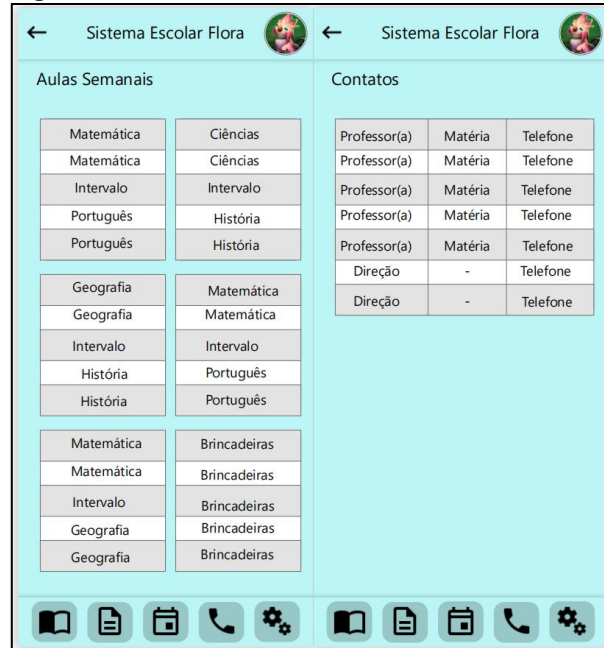 Sistema Escolar Flora
Aulas Semanais
Matemática
Matemática
Intervalo
Português
Português
Ciências
Ciências
Intervalo
História
História
Geografia
Geografia
Intervalo
História
História
Matemática
Matemática
Intervalo
Português
Português
Matemática
Matemática
Intervalo
Geografia
Geografia
Brincadeiras
Brincadeiras
Brincadeiras
Brincadeiras
Brincadeiras
Sistema Escolar Flora
Contatos
Professor(a) Matéria Telefone
Professor(a) Matéria Telefone
Professor(a) Matéria Telefone
Professor(a) Matéria Telefone
Professor(a) Matéria Telefone
Direção - Telefone
Direção - Telefone